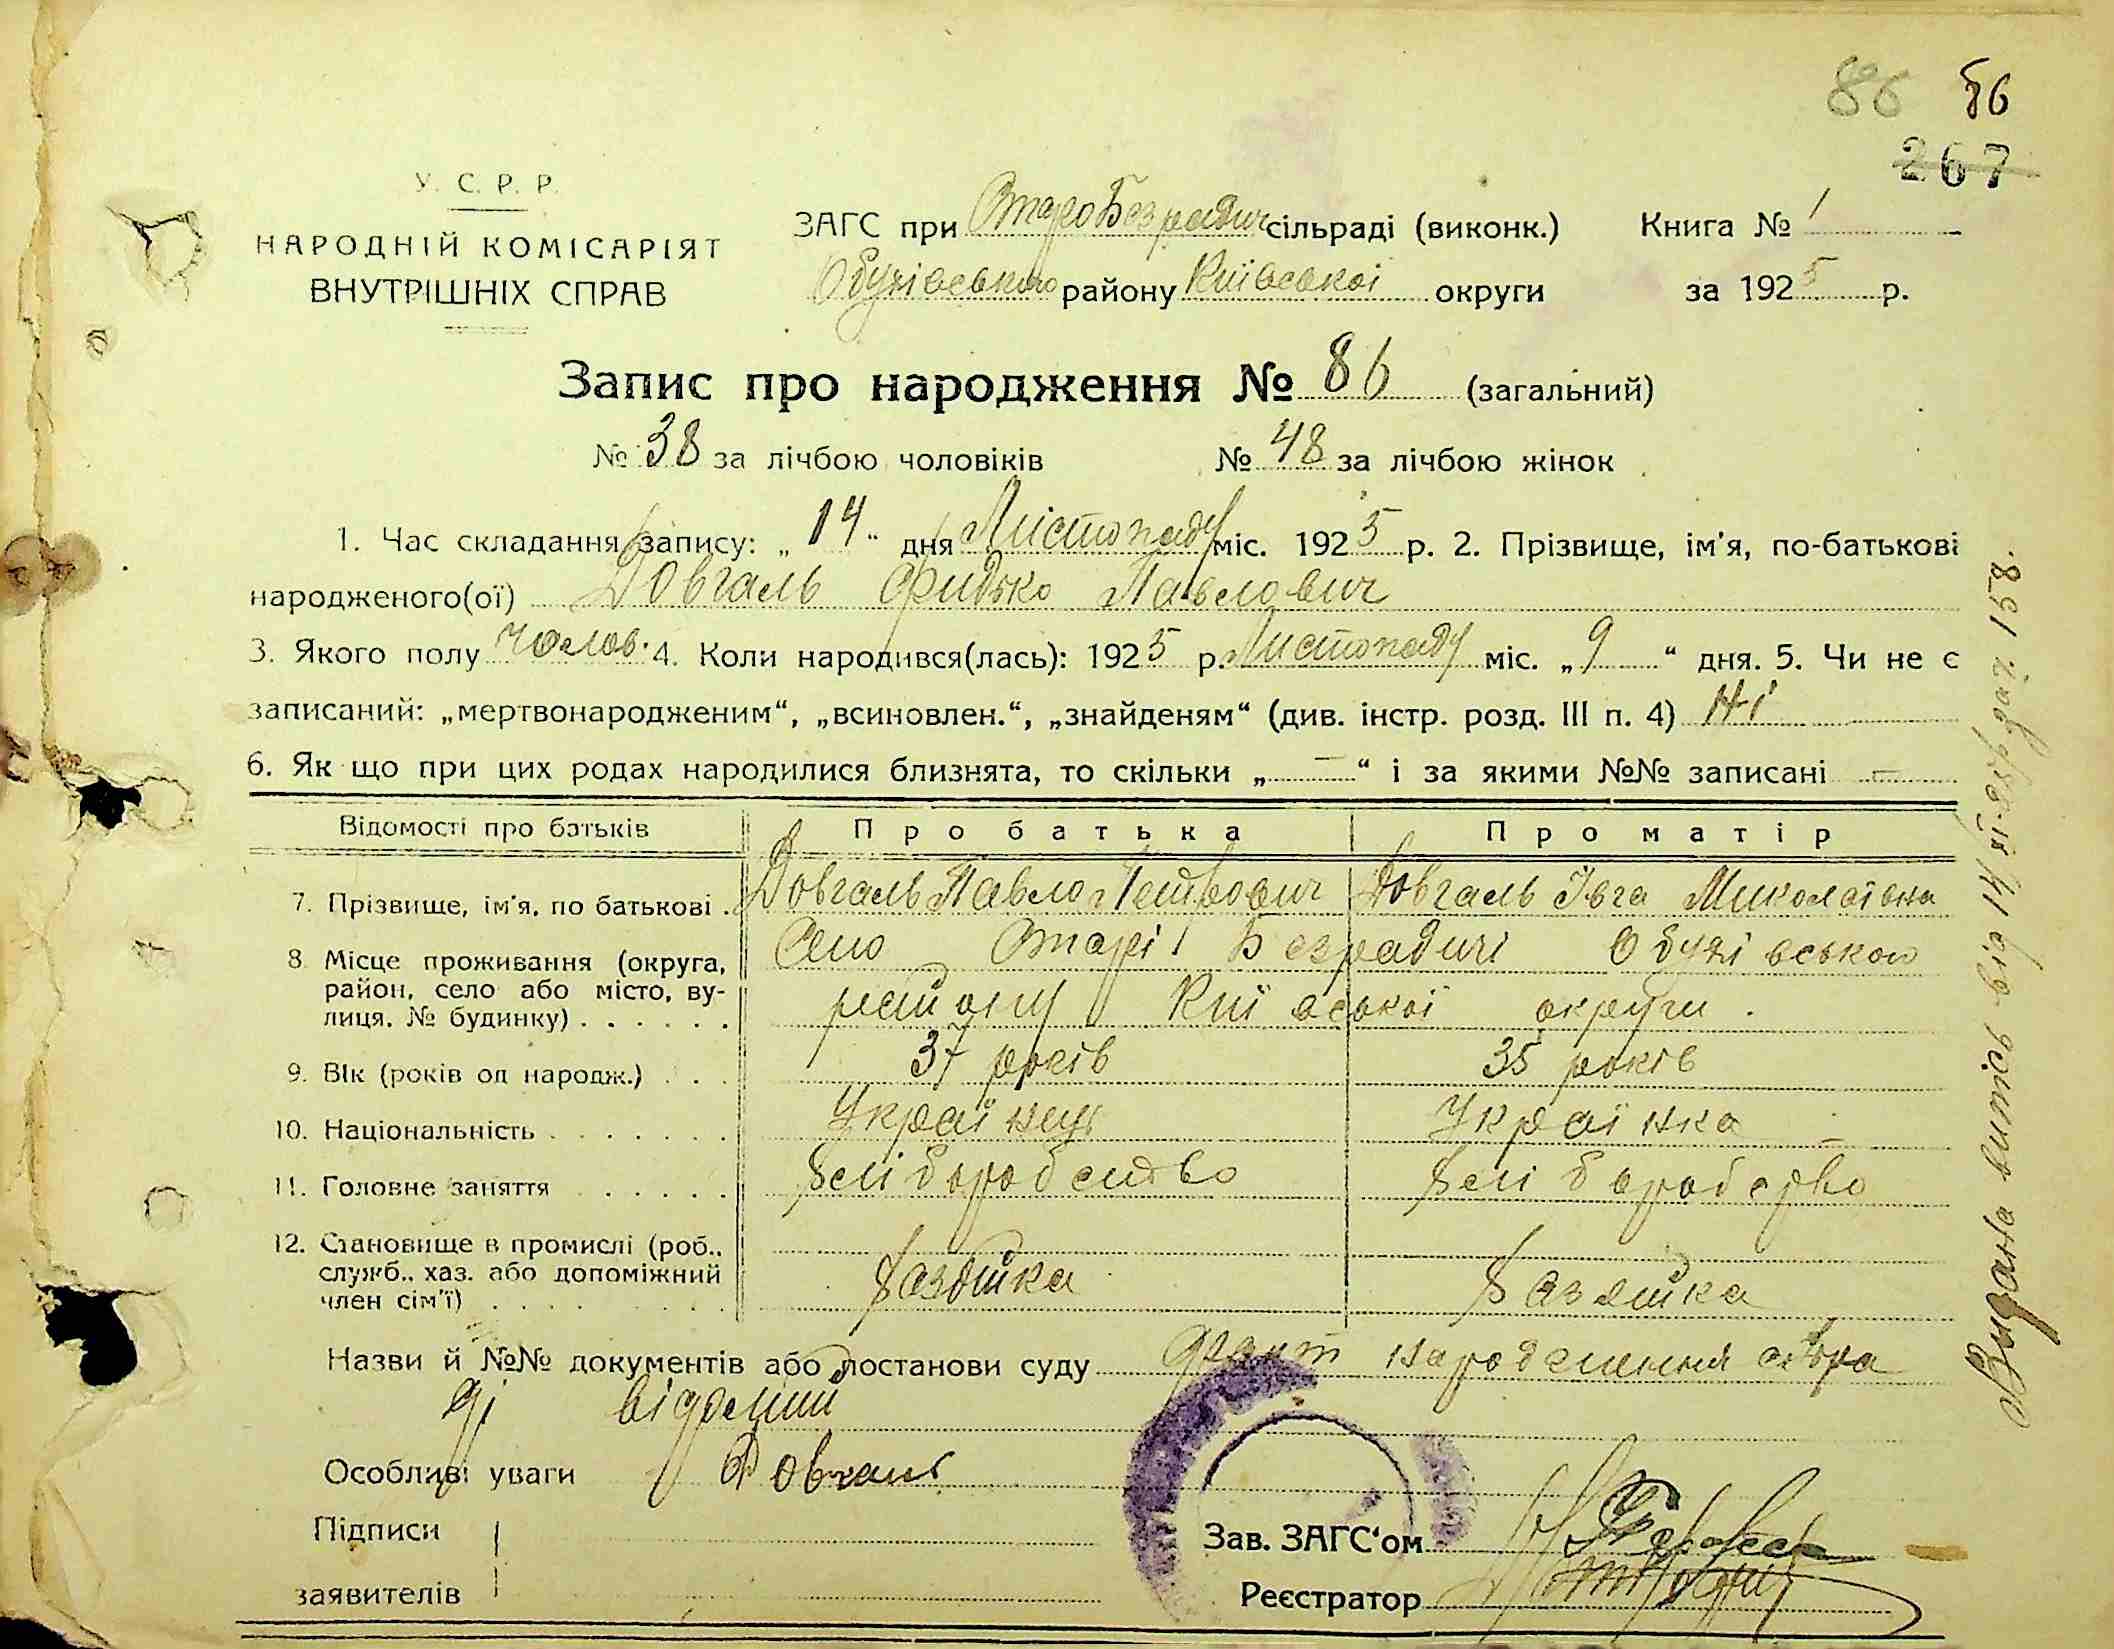 86 86
267
У. С. Р. Р.
НАРОДНІЙ КОМІСАРІЯТ
ВНУТРІШНІХ СПРАВ
ЗАГС при СтароБезрадич сільраді (виконк.) Книга № 1
Обухівського району Київської округи за 1925 р.
Запис про народження № 86 (загальний)
№ 38 за лічбою чоловіків № 48 за лічбою жінок
1. Час складання запису: „14“ дня Листопаду міс. 1925 р. 2. Прізвище, ім'я, по-батькові
народженого(ої) Довгаль Фидько Павлович
3. Якого полу чолов. 4. Коли народився(лась): 1925 р. Листопаду міс. „9“ дня. 5. Чи не є
записаний: „мертвонародженим“, „всиновлен.“, „знайденям“ (див. інстр. розд. III п. 4) Ні
6. Як що при цих родах народилися близнята, то скільки „—“ і за якими №№ записані —
Відомості про батьків Про батька Про матір
7. Прізвище, ім'я, по батькові . Довгаль Павло Петрович Довгаль Івга Миколаївна
8. Місце проживання (округа, район, село або місто, вулиця, № будинку) . . . . . . Село Старі Безрадичі Обухівського
району Київської округи .
9. Вік (років од народж.) . . . 37 років 35 років
10. Національність . . . . . . . Українец Українка
11. Головне заняття . . . . . . Хліборобство Хліборобство
12. Становище в промислі (роб.,
служб., хаз. або допоміжний
член сім'ї) . . . . . . . . . Хазяйка Хазяйка
Назви й №№ документів або постанови суду факт народження
Особливі уваги Довгаль
Підписи
заявителів
Зав. ЗАГС'ом
Реєстратор
Видана випись від 14/XI 158.